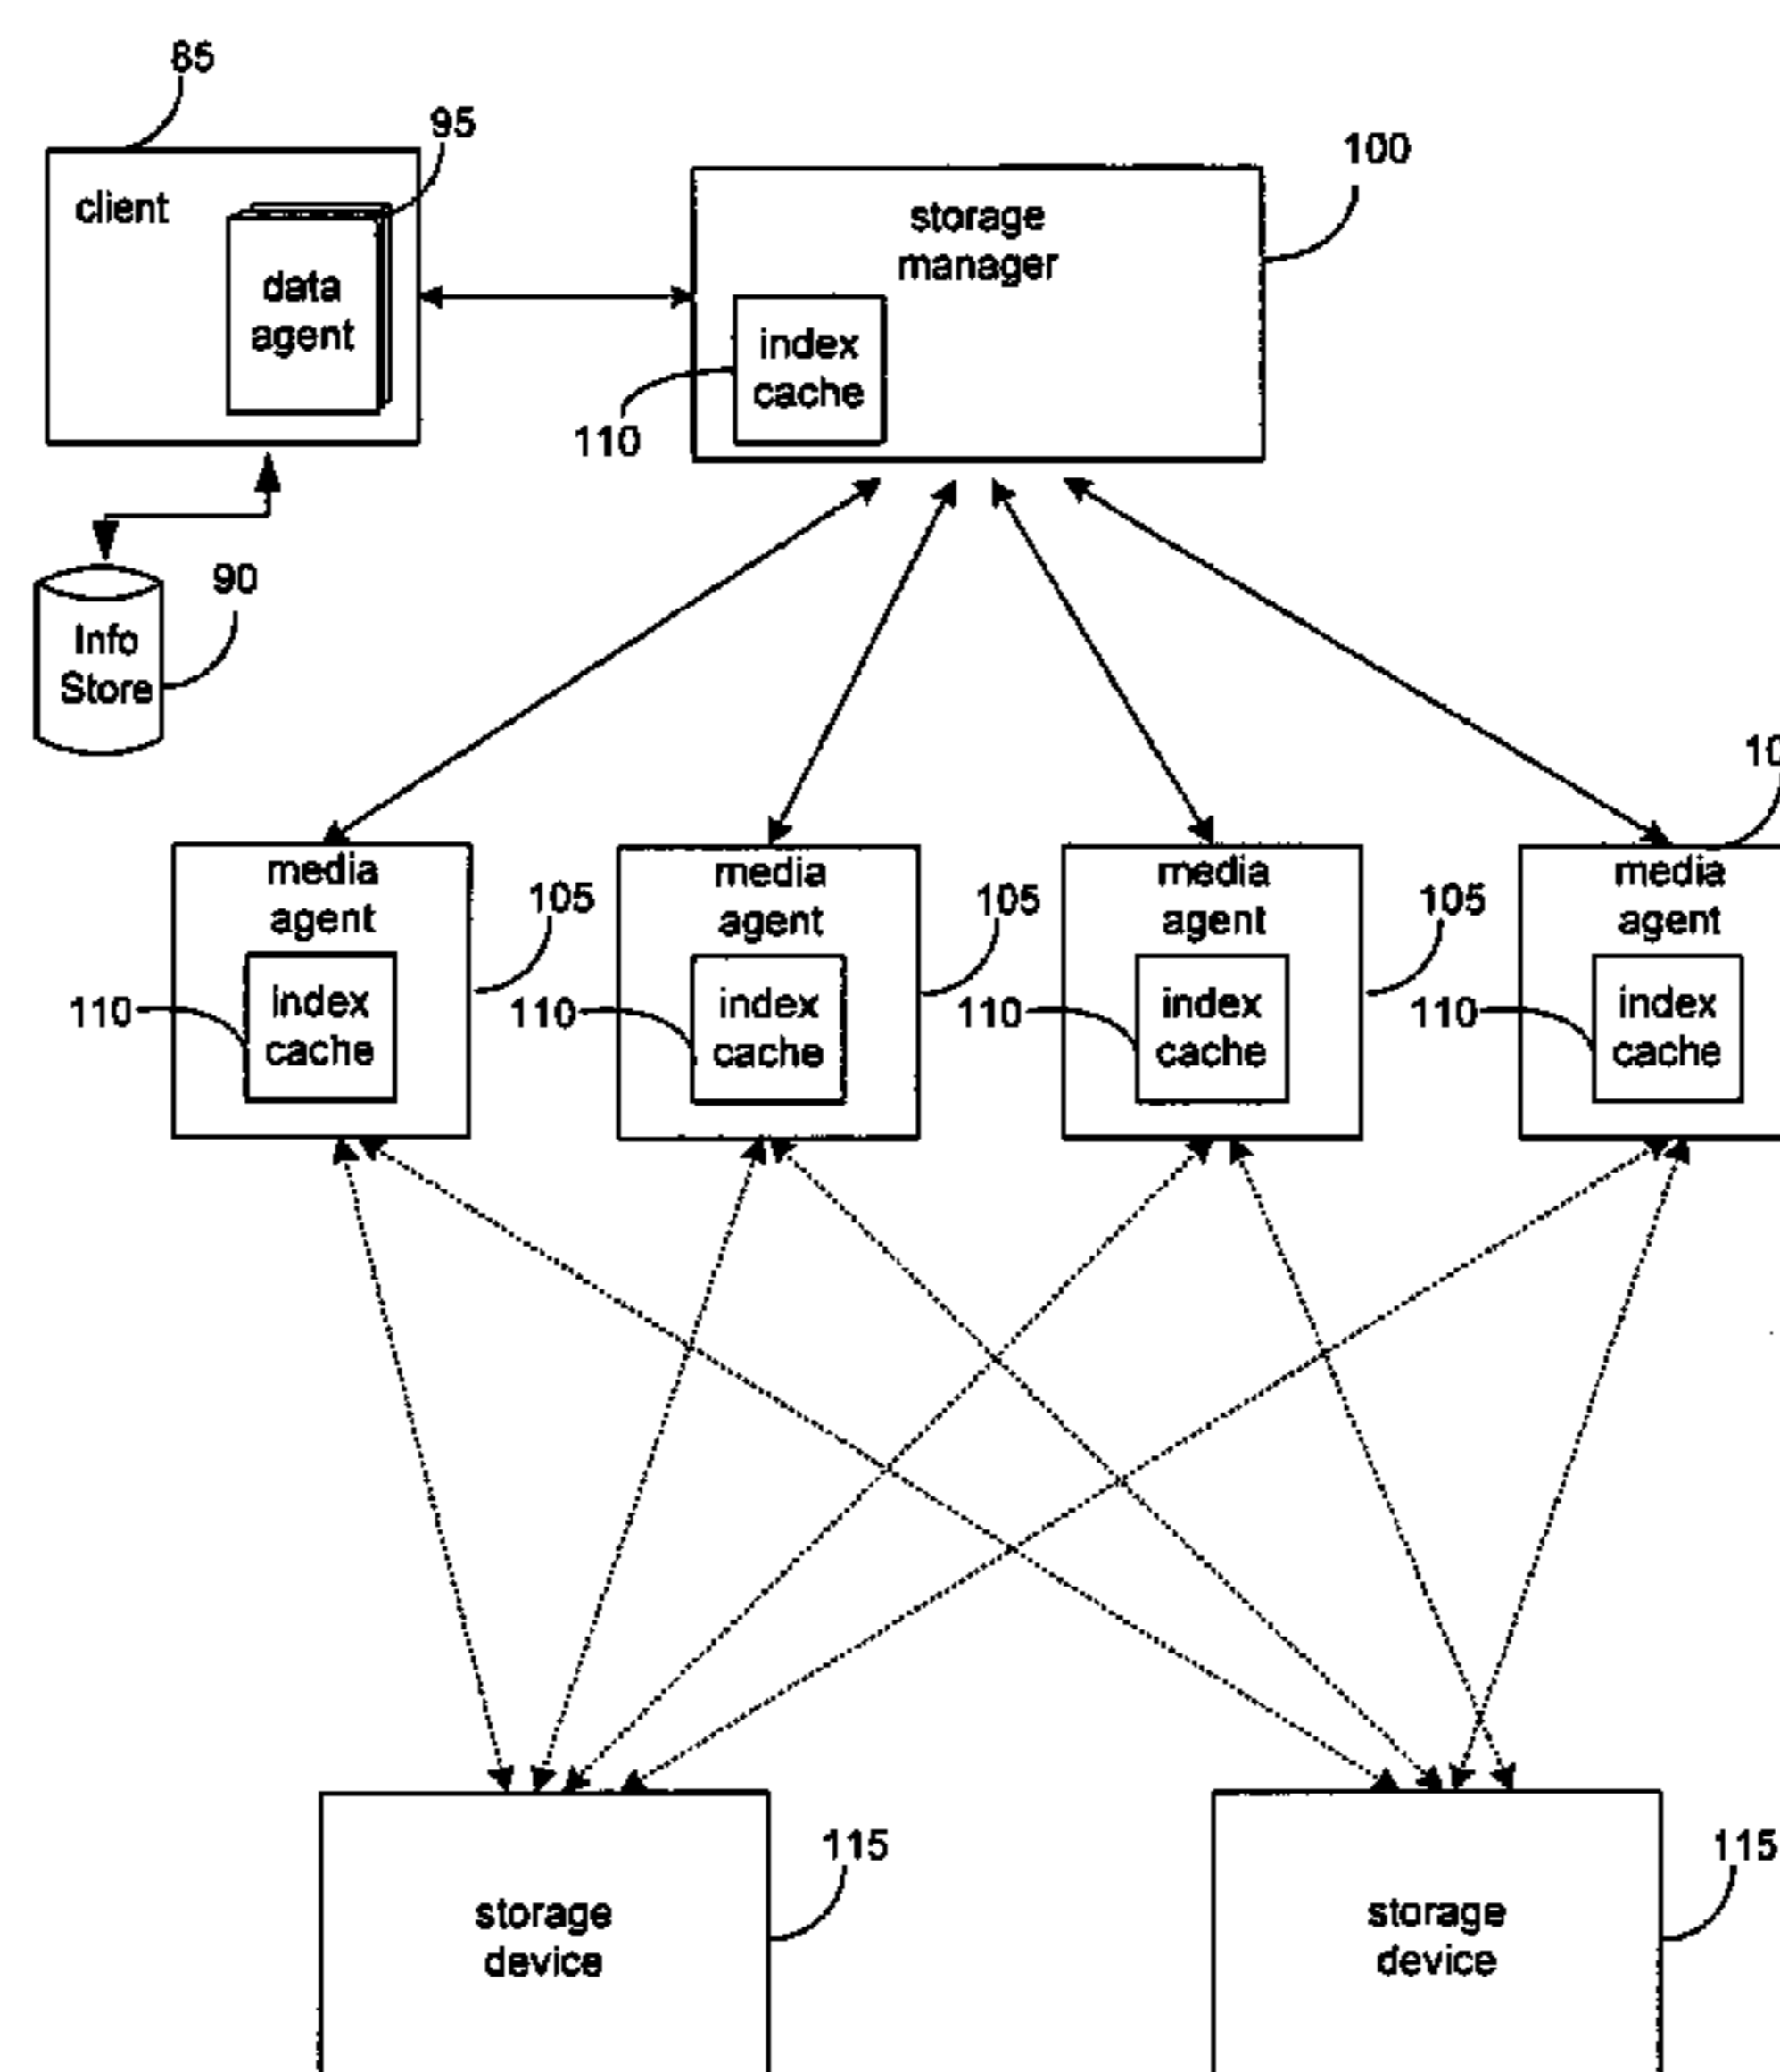 85
95
100
client
storage
manager
data
agent
index
cache
110
90
Info
Store
media
agent
105
index
cache
110
media
agent
105
index
cache
110
media
agent
105
index
cache
110
media
agent
index
cache
110
storage
device
115
storage
device
115